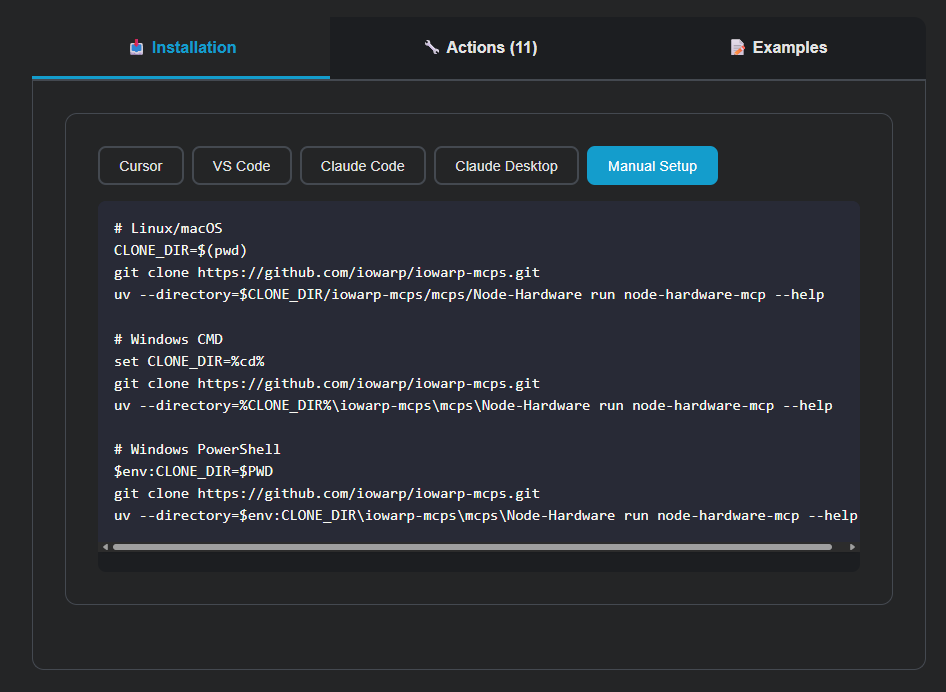 Installation
Actions (11)
Examples
Cursor
VS Code
Claude Code
Claude Desktop
Manual Setup
# Linux/macOS
CLONE_DIR=$(pwd)
git clone https://github.com/iowarp/iowarp-mcps.git
uv --directory=$CLONE_DIR/iowarp-mcps/mcps/Node-Hardware run node-hardware-mcp --help

# Windows CMD
set CLONE_DIR=%cd%
git clone https://github.com/iowarp/iowarp-mcps.git
uv --directory=%CLONE_DIR%\iowarp-mcps\mcps\Node-Hardware run node-hardware-mcp --help

# Windows PowerShell
$env:CLONE_DIR=$PWD
git clone https://github.com/iowarp/iowarp-mcps.git
uv --directory=$env:CLONE_DIR\iowarp-mcps\mcps\Node-Hardware run node-hardware-mcp --help